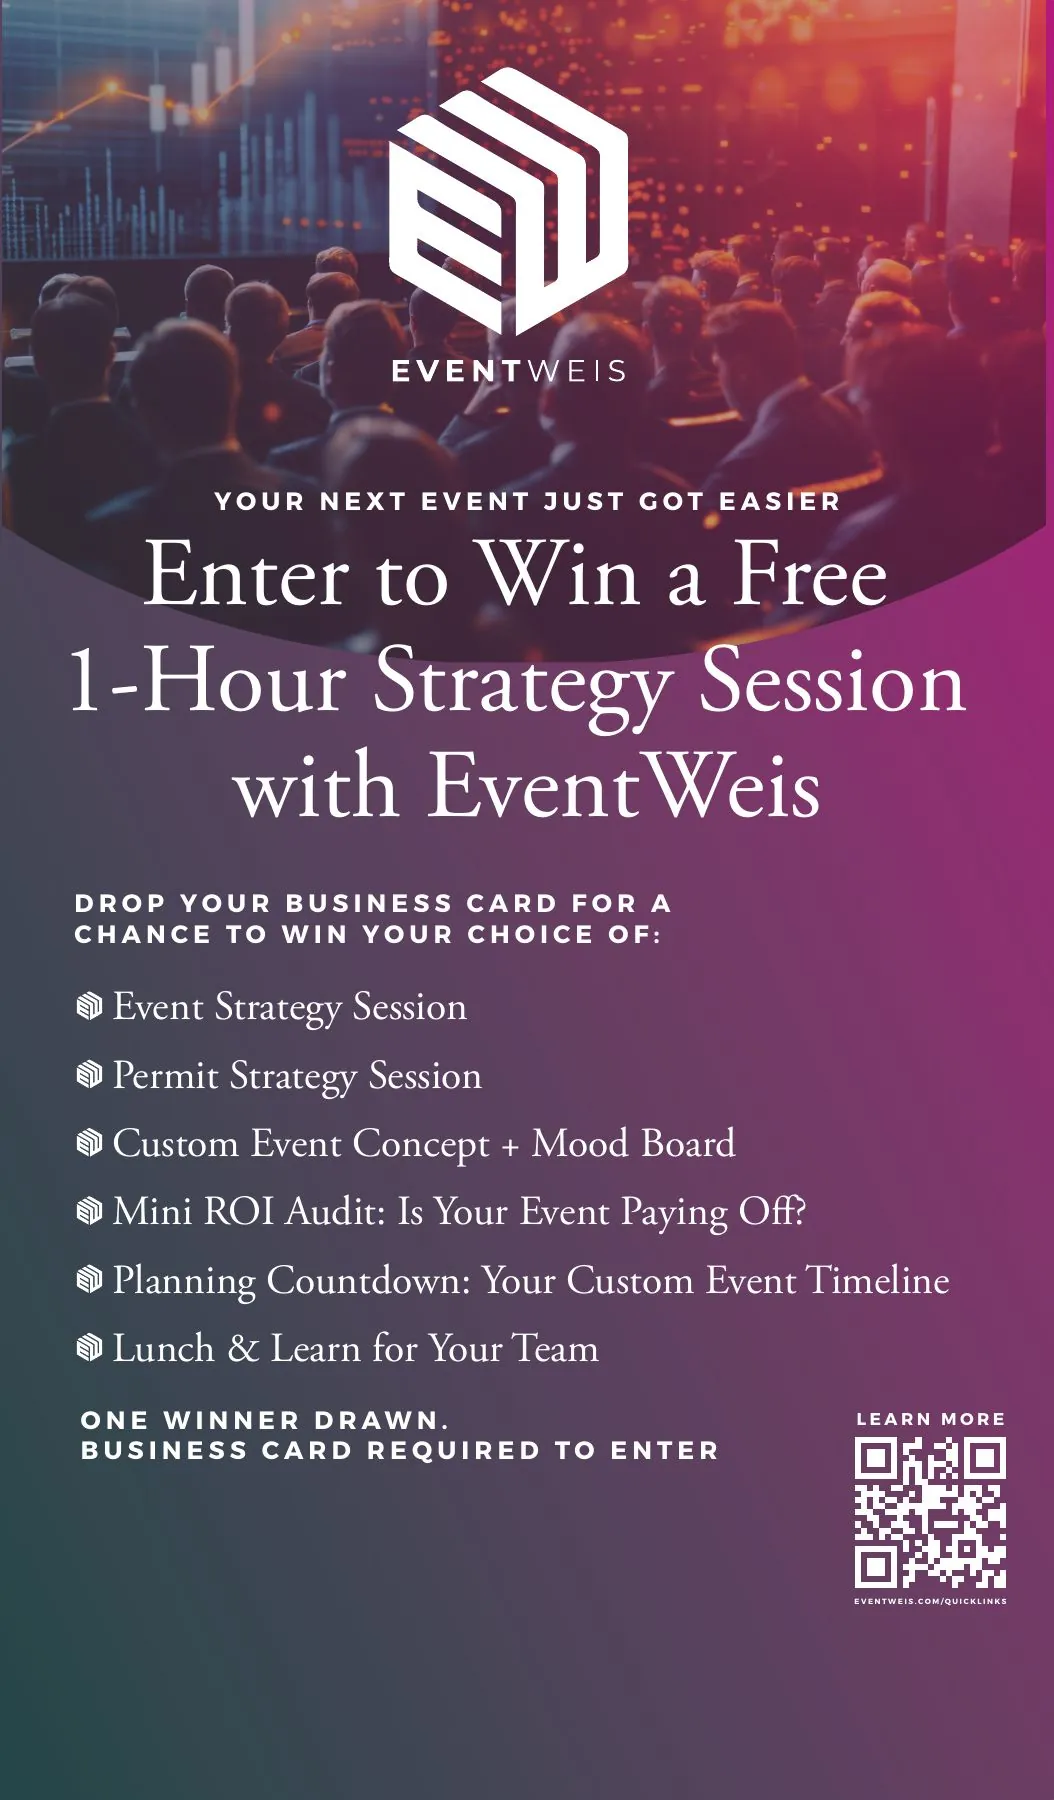 EVENTWEIS
YOUR NEXT EVENT JUST GOT EASIER
Enter to Win a Free
1-Hour Strategy Session
with EventWeis
DROP YOUR BUSINESS CARD FOR A
CHANCE TO WIN YOUR CHOICE OF:
Event Strategy Session
Permit Strategy Session
Custom Event Concept + Mood Board
Mini ROI Audit: Is Your Event Paying Off?
Planning Countdown: Your Custom Event Timeline
Lunch & Learn for Your Team
ONE WINNER DRAWN.
BUSINESS CARD REQUIRED TO ENTER
LEARN MORE
EVENTWEIS.COM/QUICKLINKS